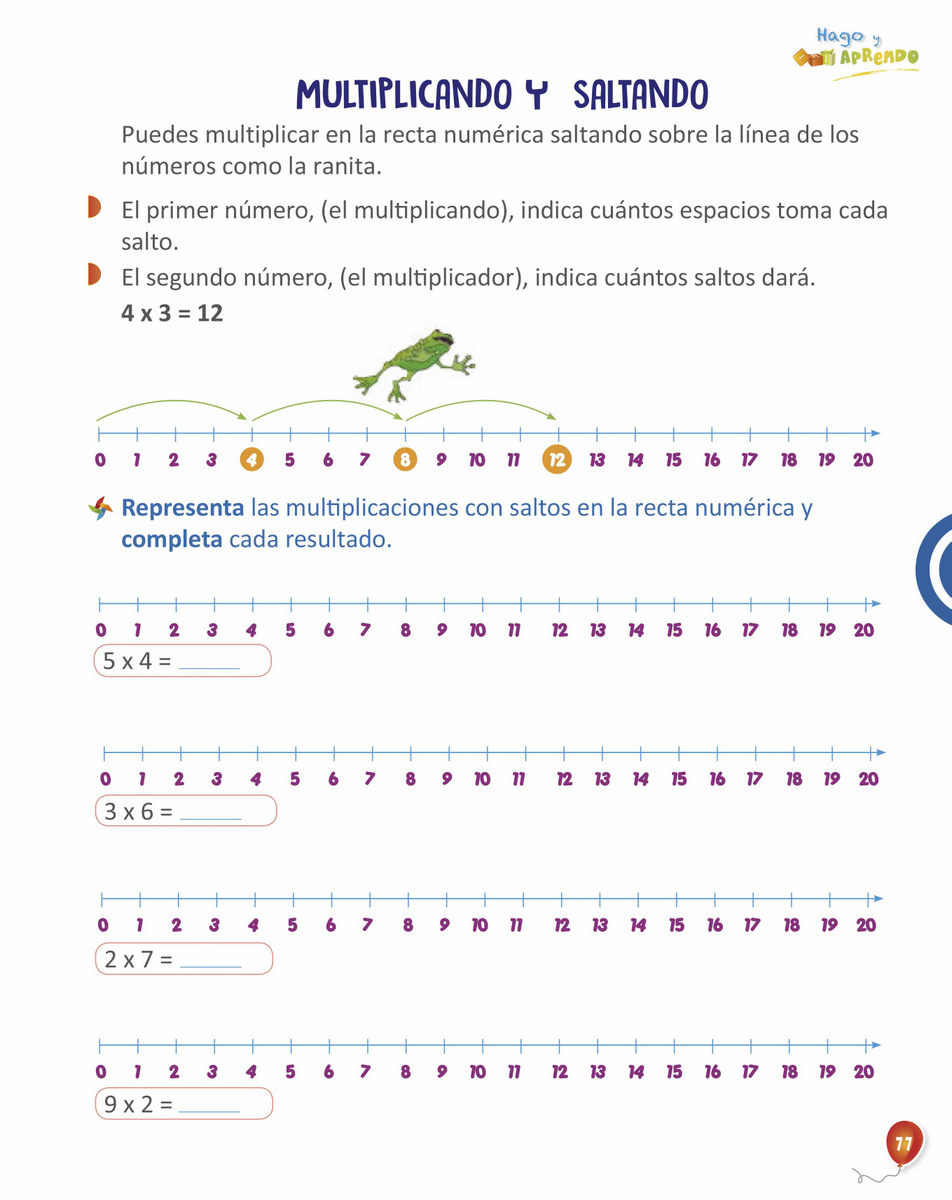 Hago y
APRENDO
MULTIPLICANDO Y SALTANDO
Puedes multiplicar en la recta numérica saltando sobre la línea de los
números como la ranita.
El primer número, (el multiplicando), indica cuántos espacios toma cada
salto.
El segundo número, (el multiplicador), indica cuántos saltos dará.
4 x 3 = 12
0 1 2 3 4 5 6 7 8 9 10 11 12 13 14 15 16 17 18 19 20
Representa las multiplicaciones con saltos en la recta numérica y
completa cada resultado.
0 1 2 3 4 5 6 7 8 9 10 11 12 13 14 15 16 17 18 19 20
5 x 4 = ______
0 1 2 3 4 5 6 7 8 9 10 11 12 13 14 15 16 17 18 19 20
3 x 6 = ______
0 1 2 3 4 5 6 7 8 9 10 11 12 13 14 15 16 17 18 19 20
2 x 7 = ______
0 1 2 3 4 5 6 7 8 9 10 11 12 13 14 15 16 17 18 19 20
9 x 2 = ______
77